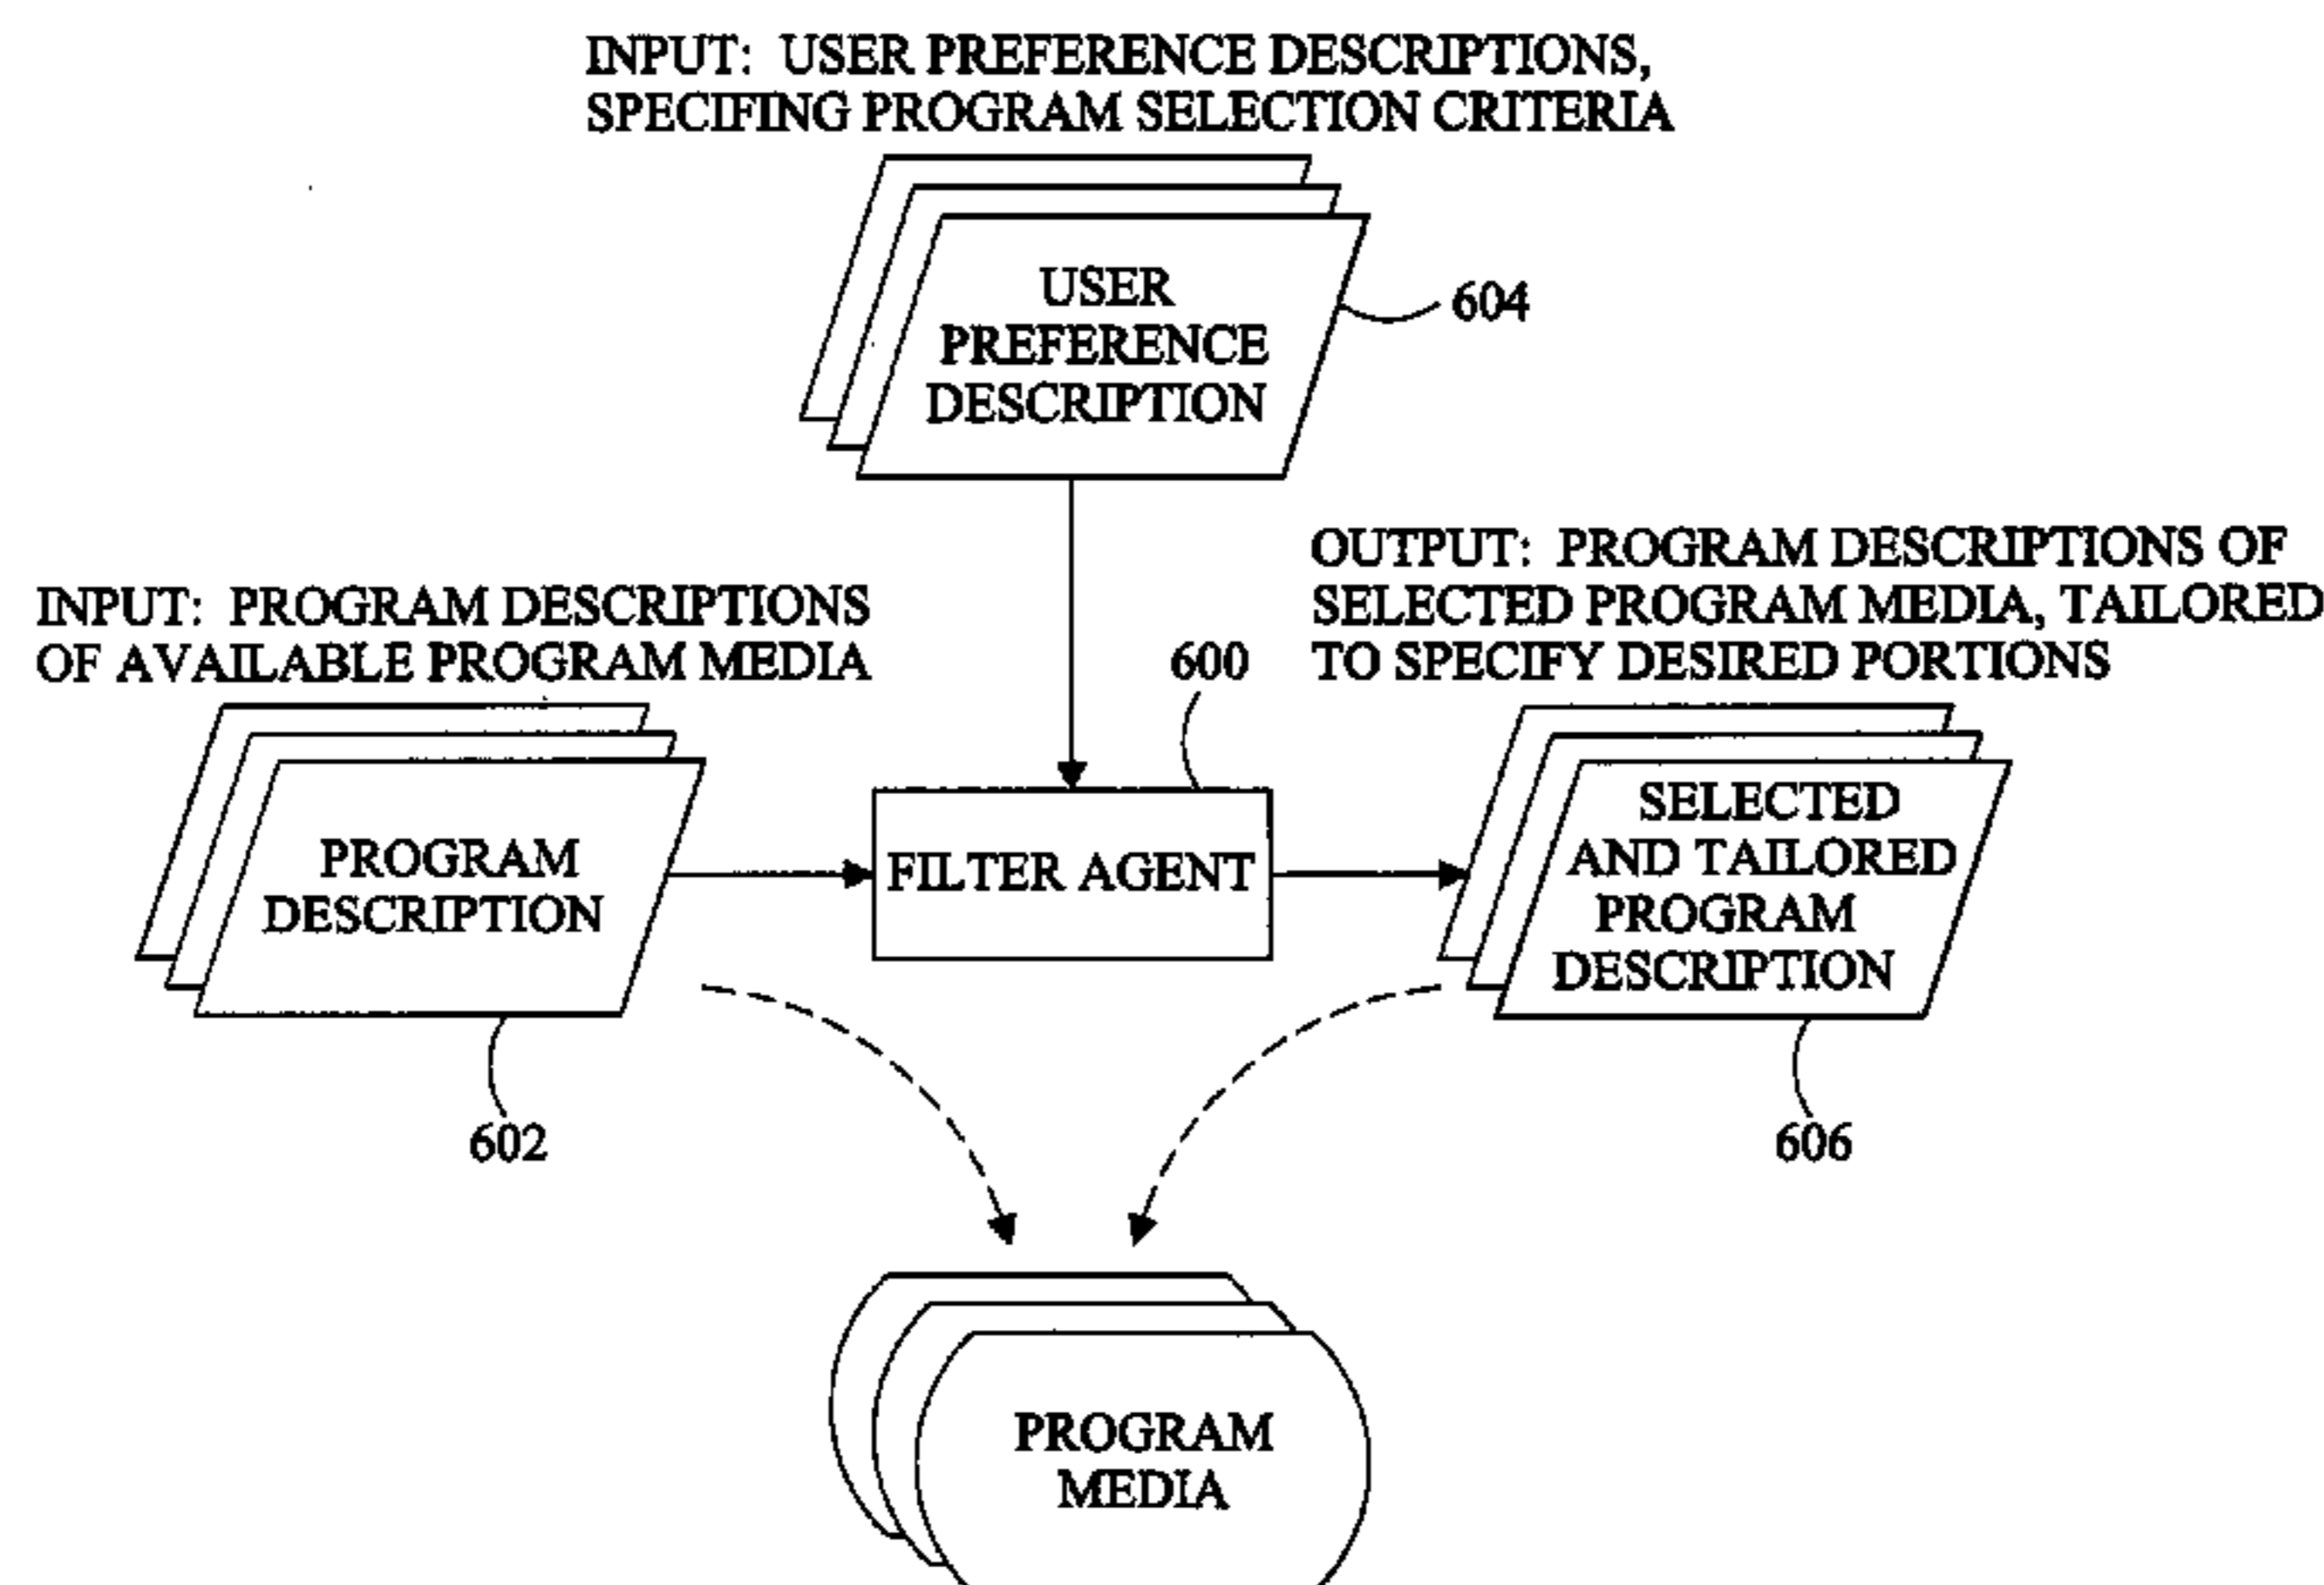 INPUT: USER PREFERENCE DESCRIPTIONS,
SPECIFING PROGRAM SELECTION CRITERIA
USER
PREFERENCE
DESCRIPTION
604
INPUT: PROGRAM DESCRIPTIONS
OF AVAILABLE PROGRAM MEDIA
OUTPUT: PROGRAM DESCRIPTIONS OF
SELECTED PROGRAM MEDIA, TAILORED
TO SPECIFY DESIRED PORTIONS
600
PROGRAM
DESCRIPTION
602
FILTER AGENT
SELECTED
AND TAILORED
PROGRAM
DESCRIPTION
606
PROGRAM
MEDIA